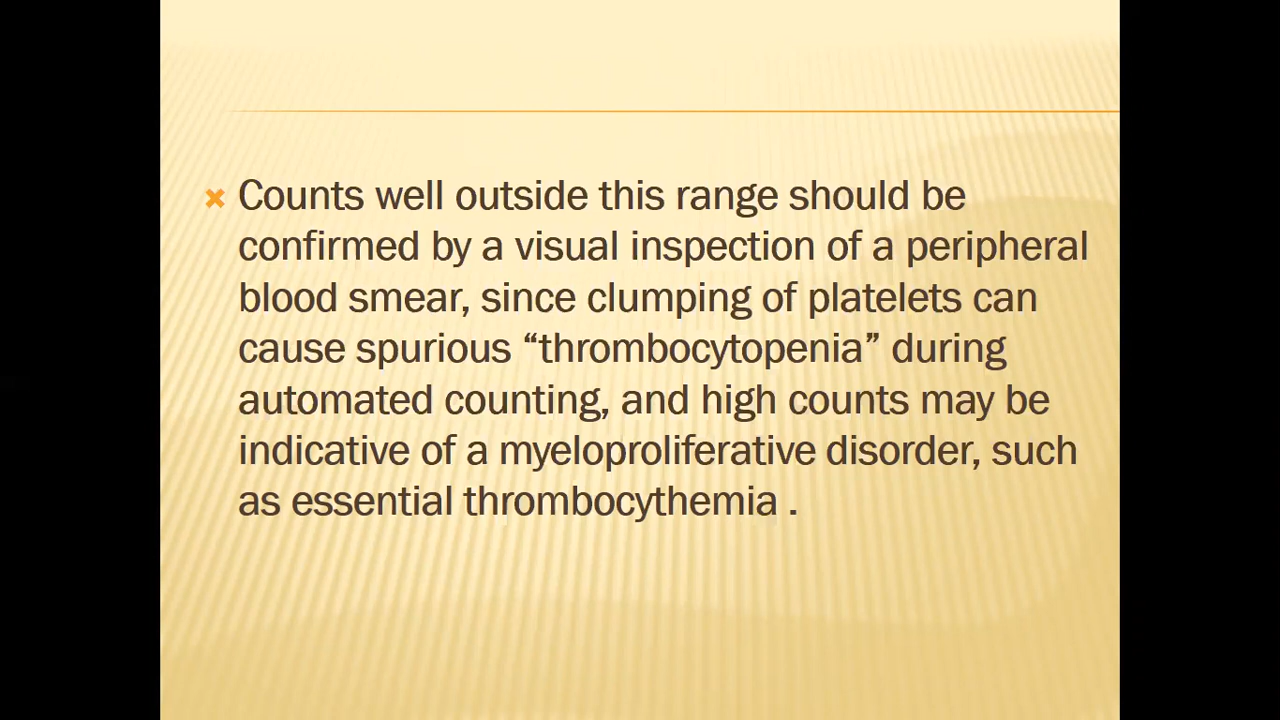 Counts well outside this range should be
confirmed by a visual inspection of a peripheral
blood smear, since clumping of platelets can
cause spurious “thrombocytopenia” during
automated counting, and high counts may be
indicative of a myeloproliferative disorder, such
as essential thrombocythemia .